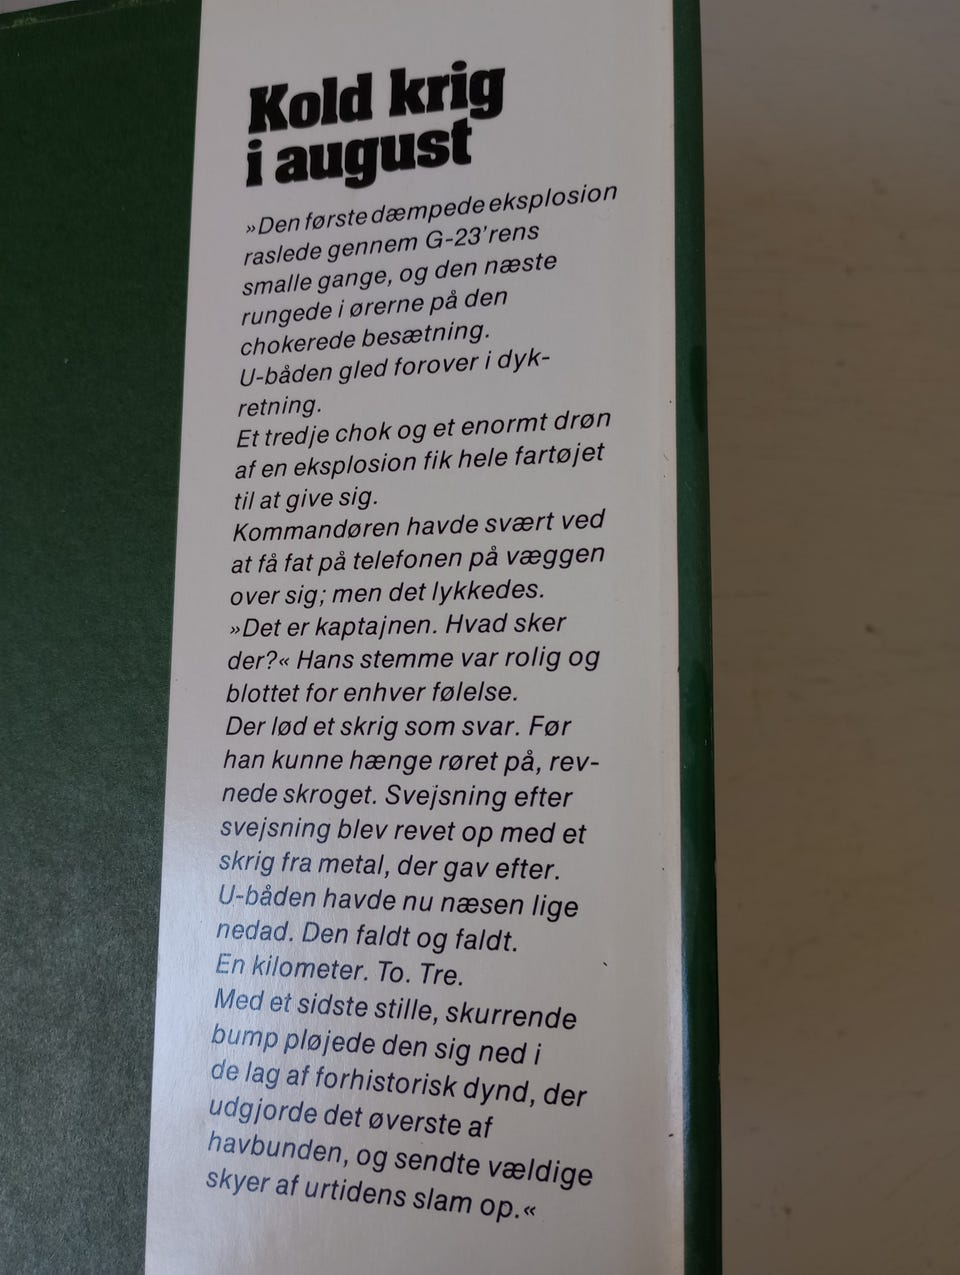 Kold krig
i august
»Den første dæmpede eksplosion
raslede gennem G-23'rens
smalle gange, og den næste
rungede i ørerne på den
chokerede besætning.
U-båden gled forover i dyk-
retning.
Et tredje chok og et enormt drøn
af en eksplosion fik hele fartøjet
til at give sig.
Kommandøren havde svært ved
at få fat på telefonen på væggen
over sig; men det lykkedes.
»Det er kaptajnen. Hvad sker
der?« Hans stemme var rolig og
blottet for enhver følelse.
Der lød et skrig som svar. Før
han kunne hænge røret på, rev-
nede skroget. Svejsning efter
svejsning blev revet op med et
skrig fra metal, der gav efter.
U-båden havde nu næsen lige
nedad. Den faldt og faldt.
En kilometer. To. Tre.
Med et sidste stille, skurrende
bump pløjede den sig ned i
de lag af forhistorisk dynd, der
udgjorde det øverste af
havbunden, og sendte vældige
skyer af urtidens slam op.«